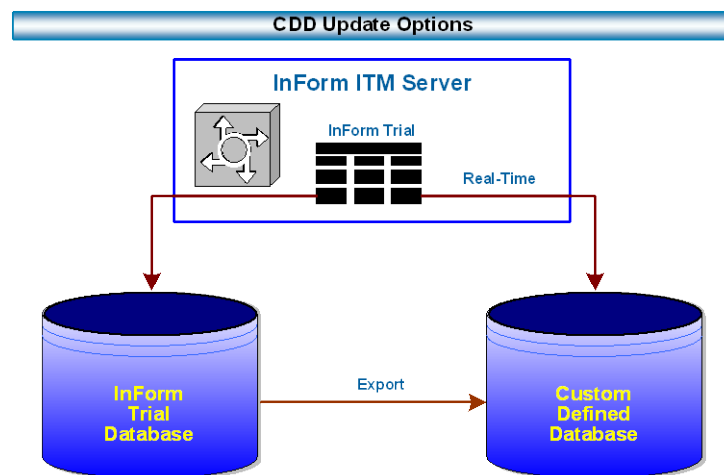 CDD Update Options
InForm ITM Server
InForm Trial
Real-Time
InForm
Trial
Database
Export
Custom
Defined
Database